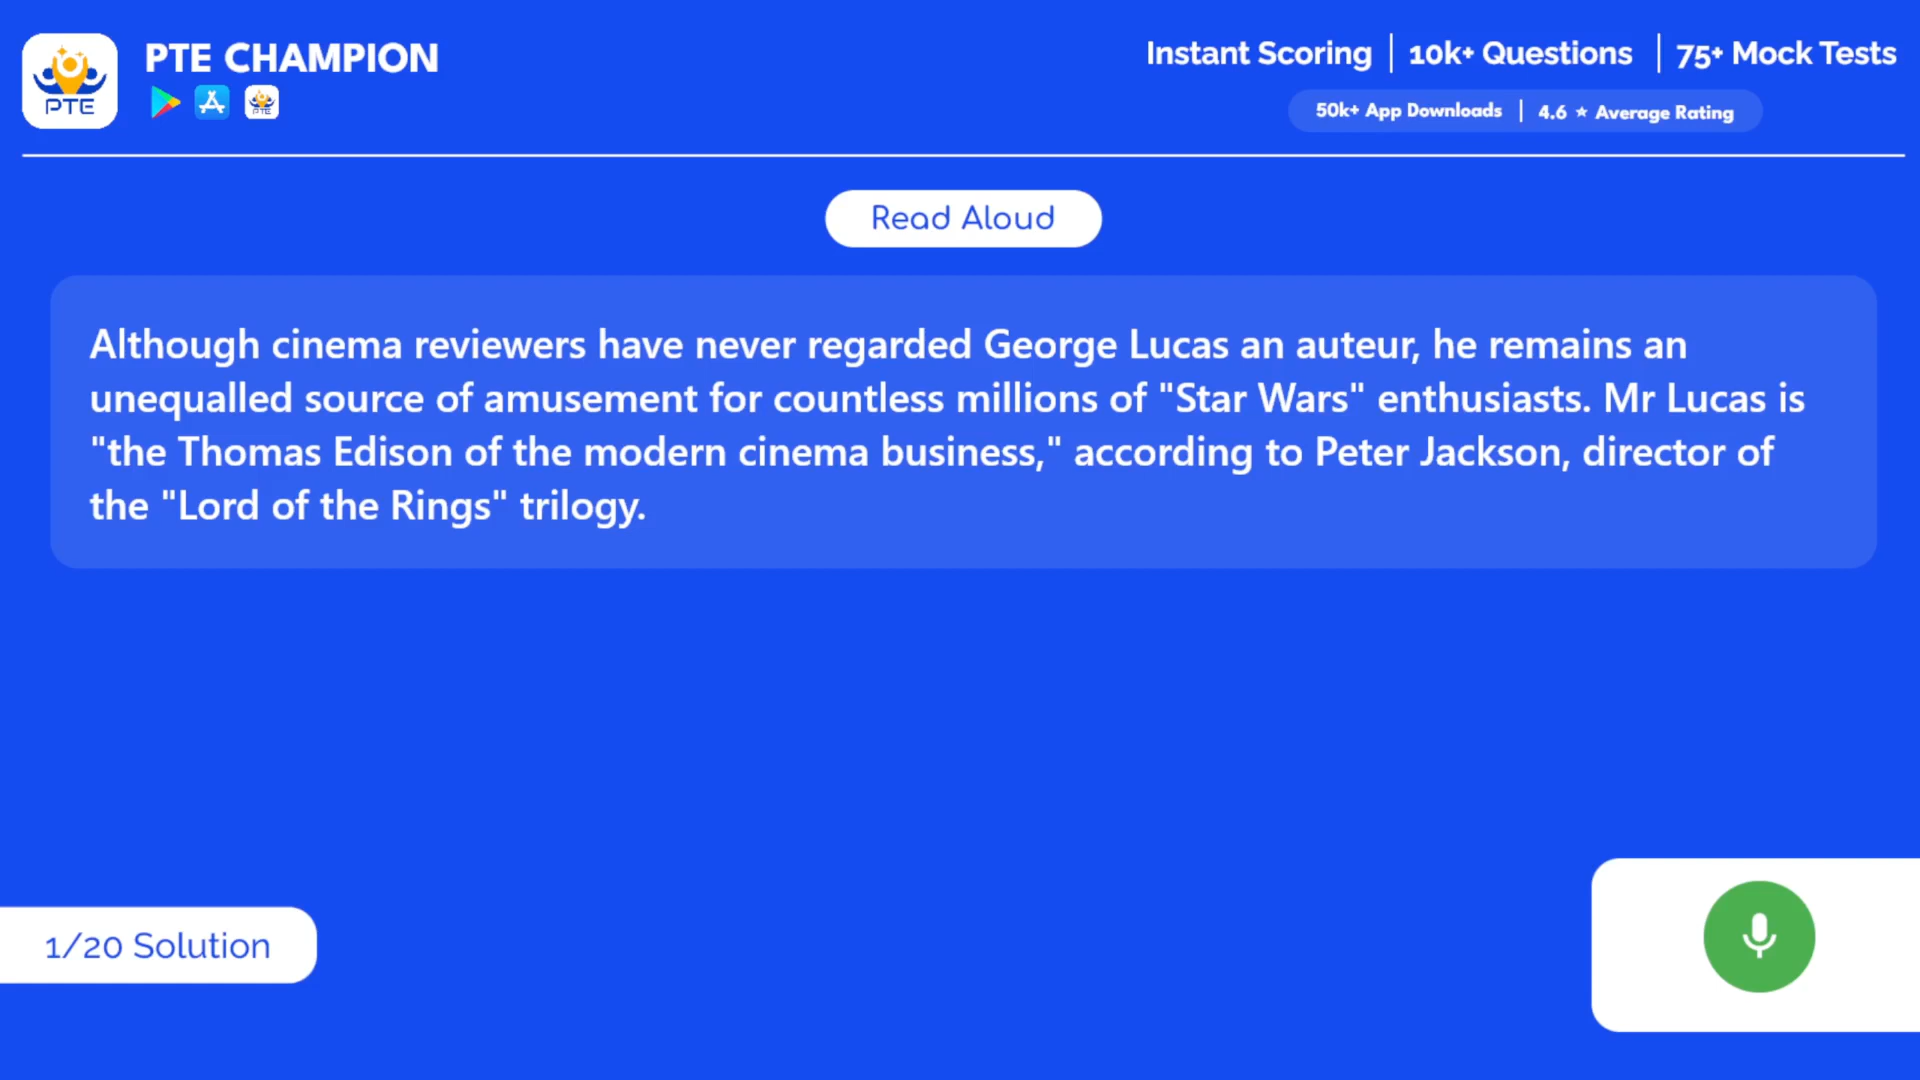 PTE CHAMPION
PTE
PTE
Instant Scoring | 10k+ Questions | 75+ Mock Tests
50k+ App Downloads | 4.6 ★ Average Rating
Read Aloud
Although cinema reviewers have never regarded George Lucas an auteur, he remains an
unequalled source of amusement for countless millions of "Star Wars" enthusiasts. Mr Lucas is
"the Thomas Edison of the modern cinema business," according to Peter Jackson, director of
the "Lord of the Rings" trilogy.
1/20 Solution